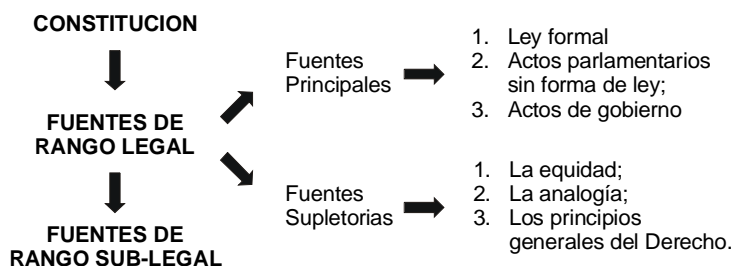 CONSTITUCION
FUENTES DE
RANGO LEGAL
FUENTES DE
RANGO SUB-LEGAL
Fuentes
Principales
1. Ley formal
2. Actos parlamentarios
sin forma de ley;
3. Actos de gobierno
Fuentes
Supletorias
1. La equidad;
2. La analogía;
3. Los principios
generales del Derecho.